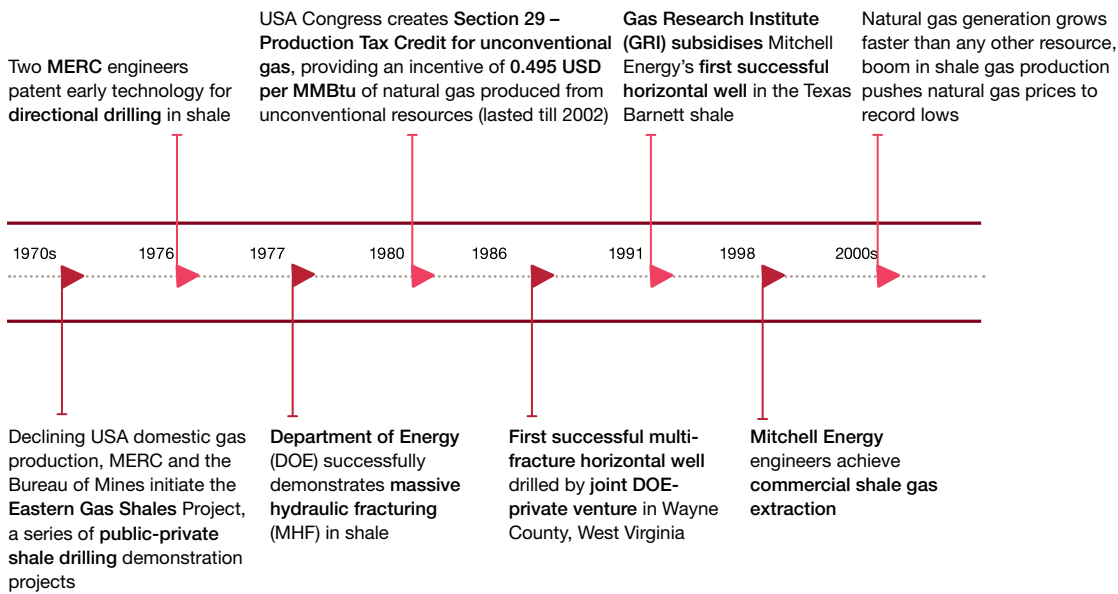 Two MERC engineers
patent early technology for
directional drilling in shale
USA Congress creates Section 29 –
Production Tax Credit for unconventional
gas, providing an incentive of 0.495 USD
per MMBtu of natural gas produced from
unconventional resources (lasted till 2002)
Gas Research Institute
(GRI) subsidises Mitchell
Energy's first successful
horizontal well in the Texas
Barnett shale
Natural gas generation grows
faster than any other resource,
boom in shale gas production
pushes natural gas prices to
record lows
1970s
1976
1977
1980
1986
1991
1998
2000s
Declining USA domestic gas
production, MERC and the
Bureau of Mines initiate the
Eastern Gas Shales Project,
a series of public-private
shale drilling demonstration
projects
Department of Energy
(DOE) successfully
demonstrates massive
hydraulic fracturing
(MHF) in shale
First successful multi-
fracture horizontal well
drilled by joint DOE-
private venture in Wayne
County, West Virginia
Mitchell Energy
engineers achieve
commercial shale gas
extraction